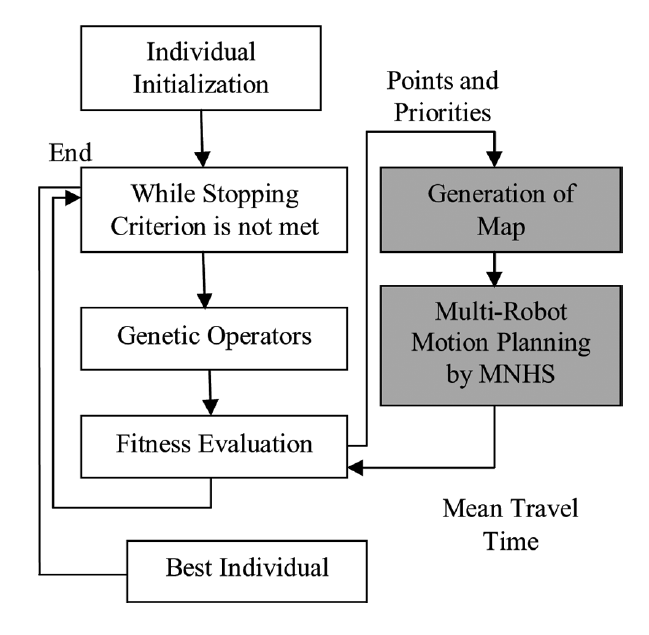 Individual
Initialization
Points and
Priorities
End
While Stopping
Criterion is not met
Generation of
Map
Genetic Operators
Multi-Robot
Motion Planning
by MNHS
Fitness Evaluation
Mean Travel
Time
Best Individual